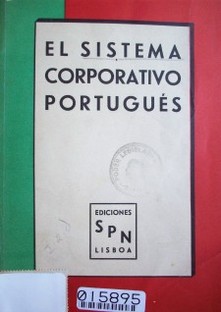 EL SISTEMA
CORPORATIVO
PORTUGUÉS
EDICIONES
SPN
LISBOA
015895